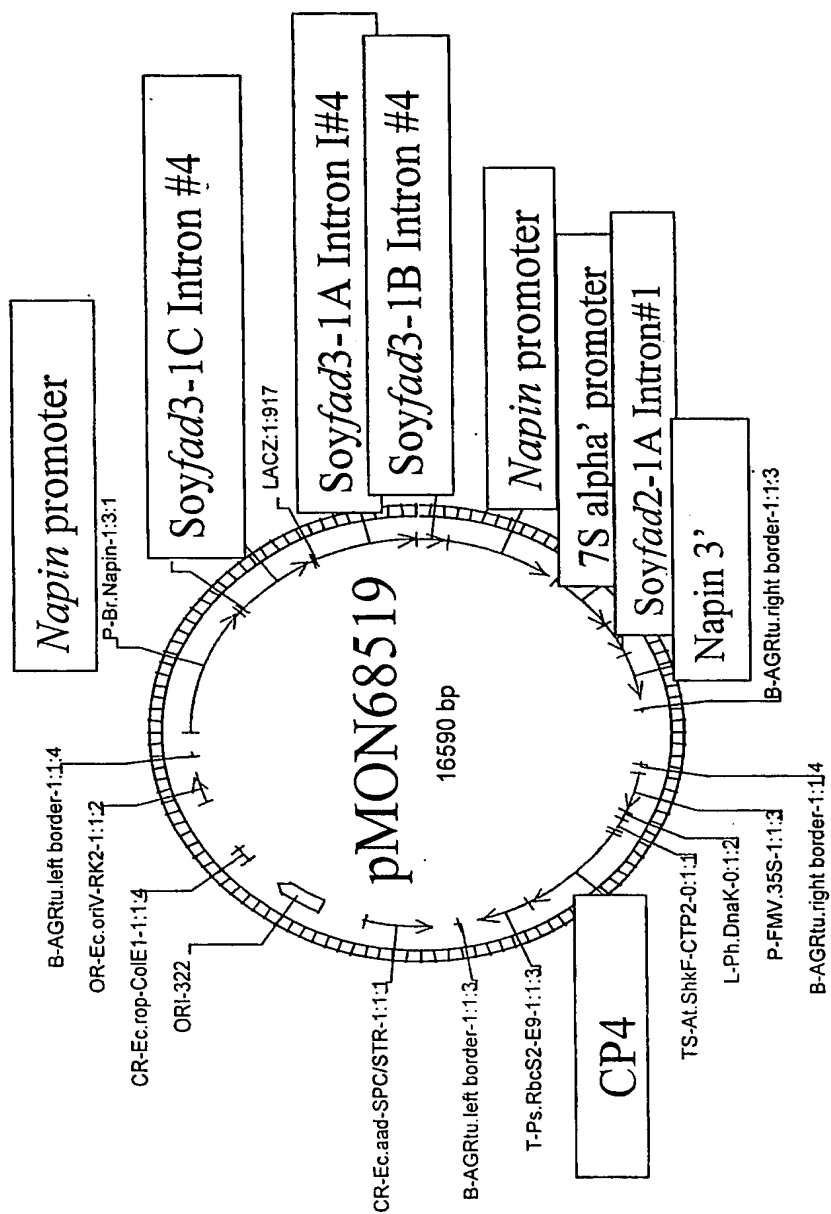 Napin promoter
P-Br.Napin-1:3:1
Soyfad3-1C Intron #4
LACZ:1:917
Soyfad3-1A Intron I#4
Soyfad3-1B Intron #4
Napin promoter
7S alpha' promoter
Soyfad2-1A Intron#1
Napin 3’
B-AGRtu.right border-1:1:3
B-AGRtu.left border-1:1:4
OR-Ec.oriV-RK2-1:1:2
CR-Ec.rop-ColE1-1:1:4
ORI-322
pMON68519
16590 bp
CR-Ec.aad-SPC/STR-1:1:1
B-AGRtu.left border-1:1:3
T-Ps.RbcS2-E9-1:1:3
CP4
TS-At.ShkF-CTP2-0:1:1
L-Ph.DnaK-0:1:2
P-FMV.35S-1:1:3
B-AGRtu.right border-1:1:4